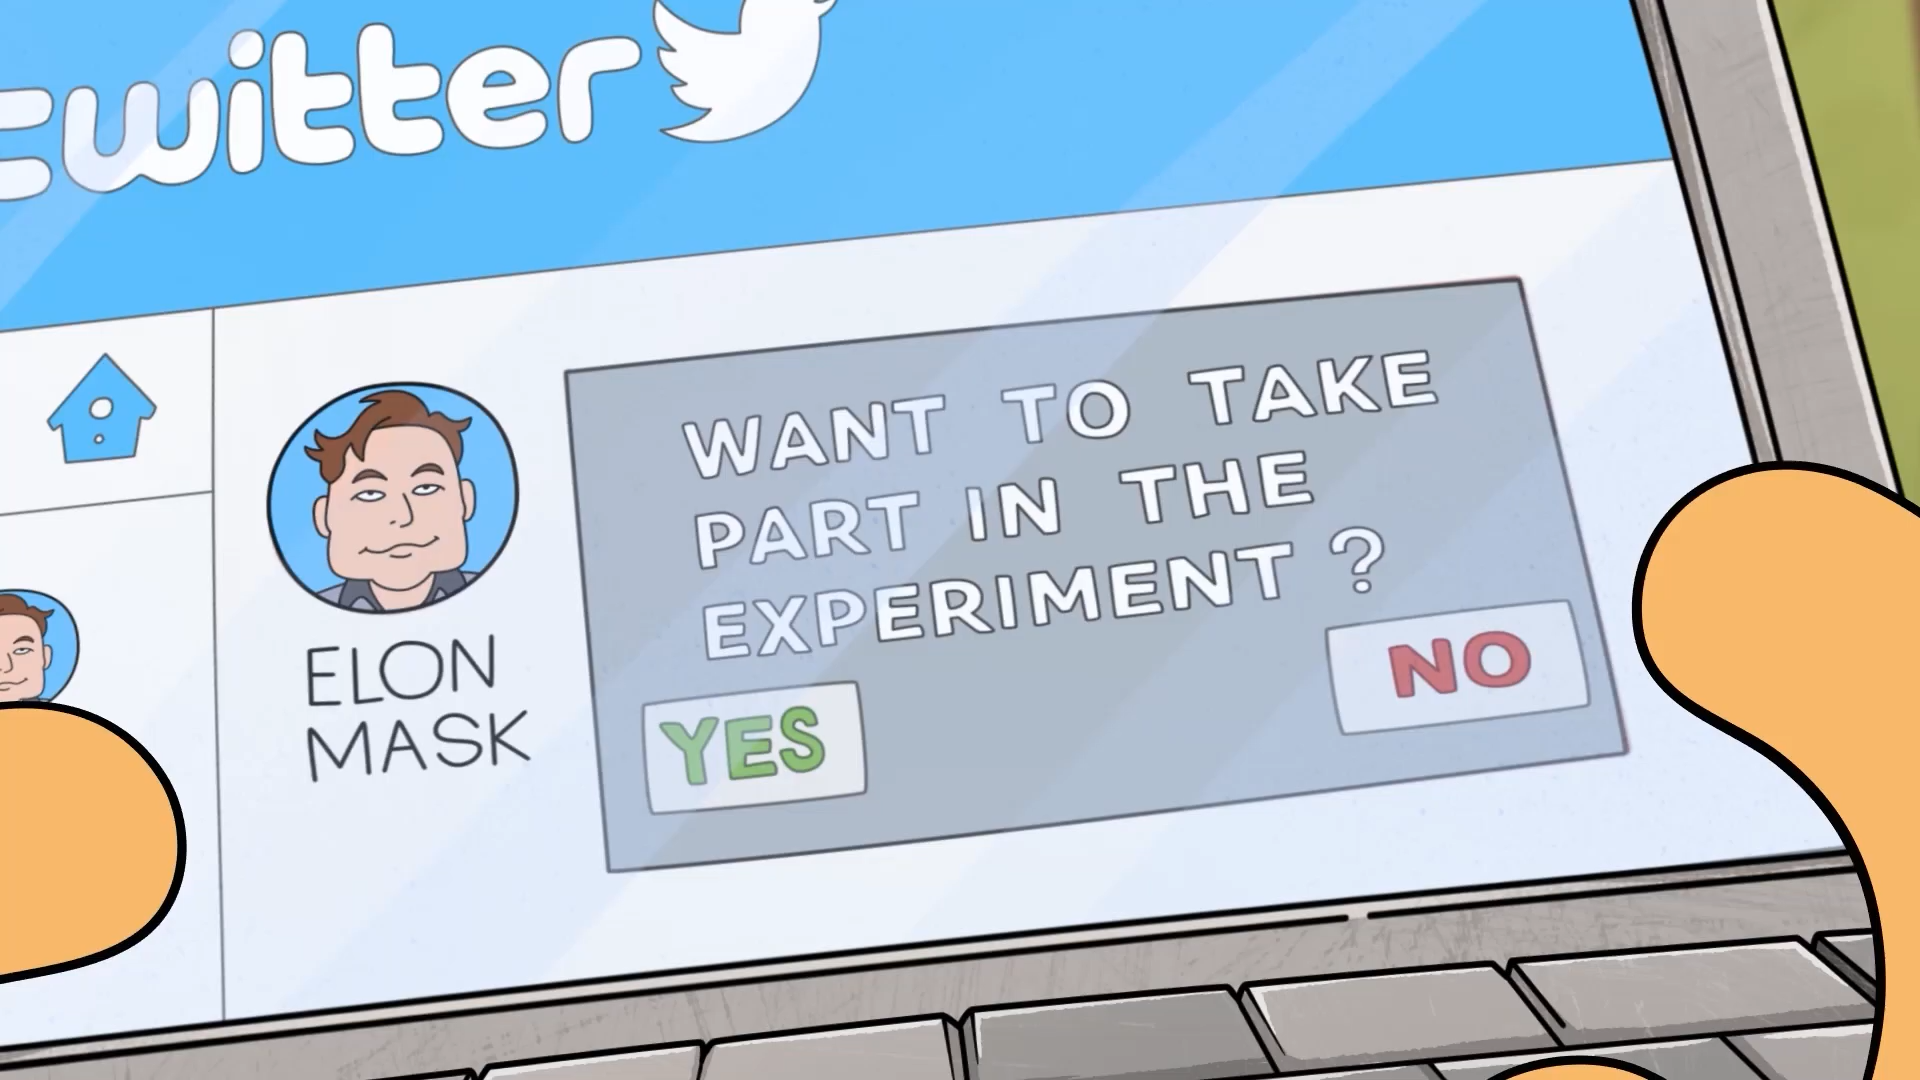 twitter
WANT TO TAKE
PART IN THE
EXPERIMENT ?
ELON
MASK
YES
NO